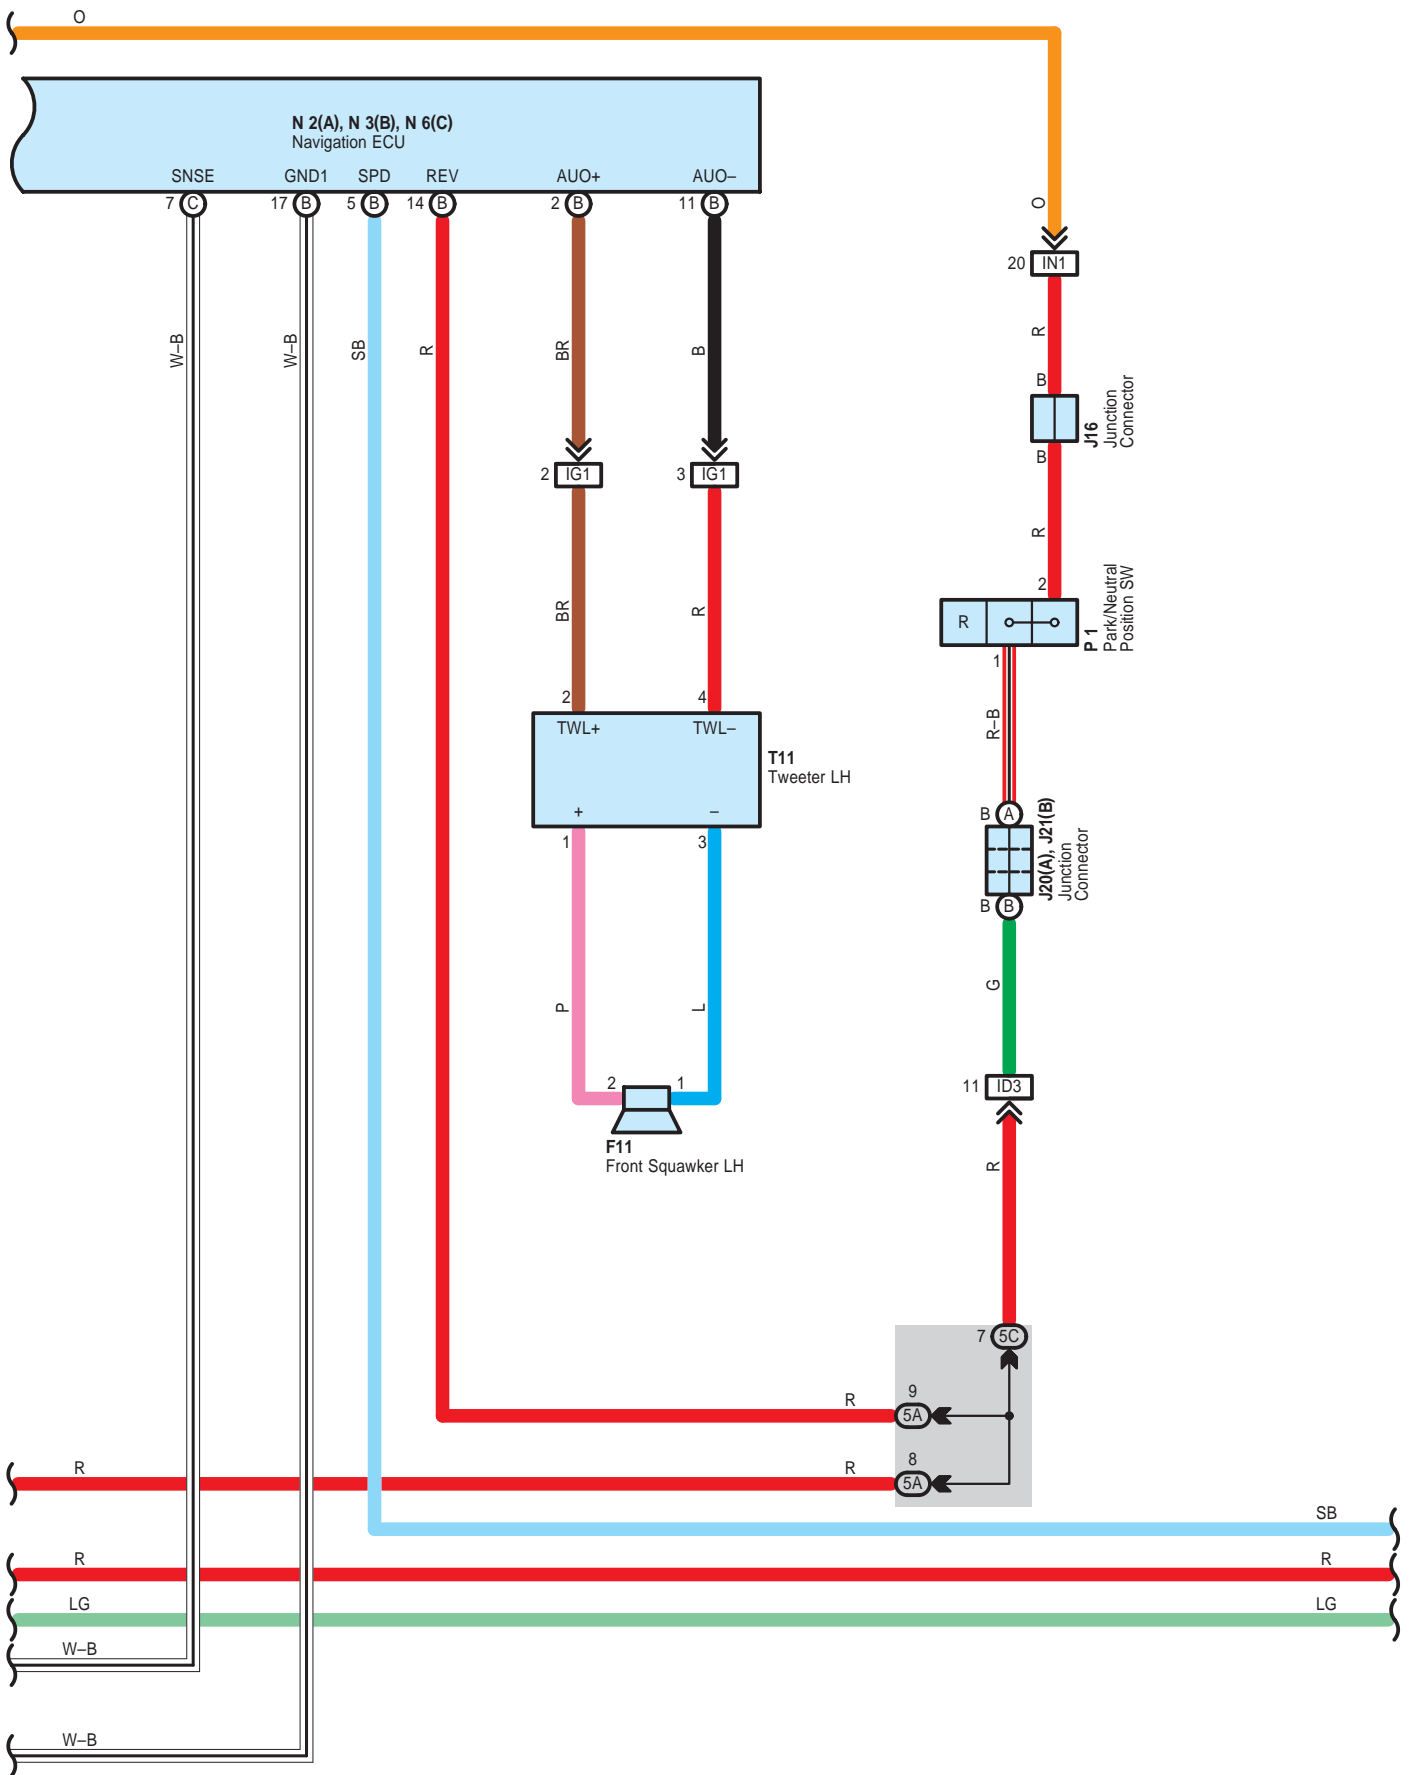 O
N 2(A), N 3(B), N 6(C)
Navigation ECU
SNSE GND1 SPD REV AUO+ AUO–
7 C 17 B 5 B 14 B 2 B 11 B
O
20 IN1
W–B W–B SB R BR B R
B
J16
Junction
Connector
B
2 IG1 3 IG1
R
BR R
2
P 1
Park/Neutral
Position SW
R
1
2 4
TWL+ TWL–
T11
Tweeter LH
+ –
1 3
R–B
B A
J20(A), J21(B)
Junction
Connector
B B
P L G
2 1
11 ID3
F11
Front Squawker LH
R
7 5C
9
R 5A
8
R R 5A
SB
R R
LG LG
W–B
W–B